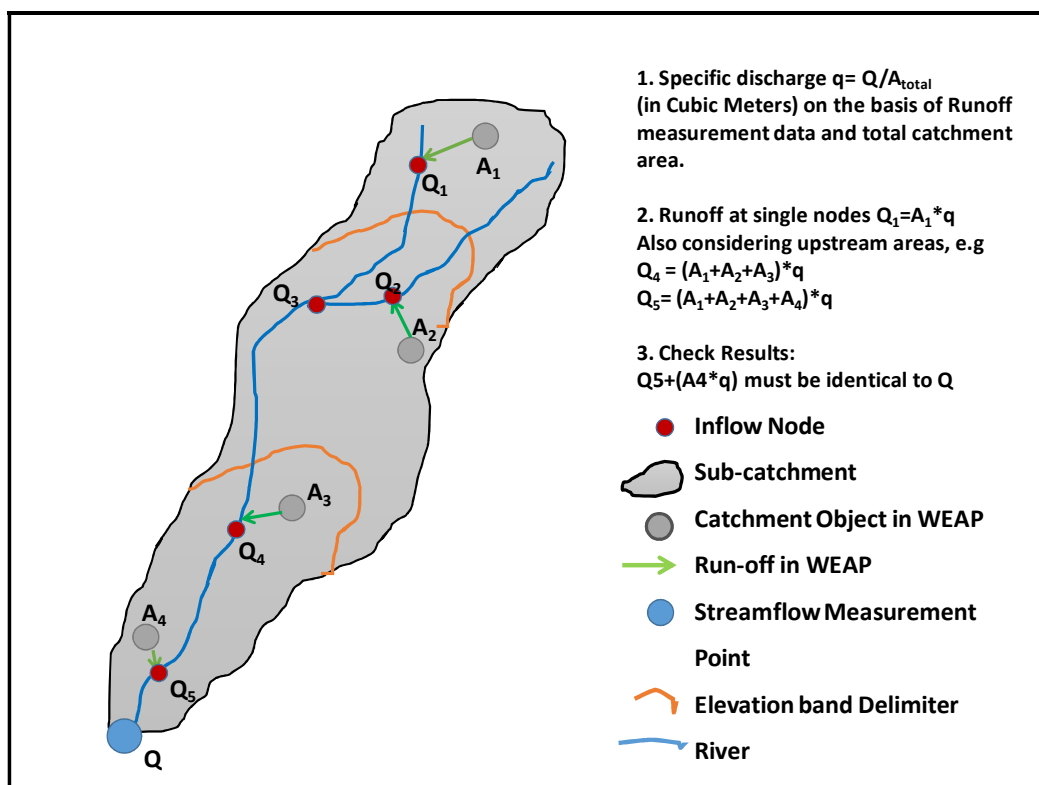 1. Specific discharge q= Q/A_total
(in Cubic Meters) on the basis of Runoff
measurement data and total catchment
area.
2. Runoff at single nodes Q₁=A₁*q
Also considering upstream areas, e.g
Q₄ = (A₁+A₂+A₃)*q
Q₅= (A₁+A₂+A₃+A₄)*q
3. Check Results:
Q5+(A4*q) must be identical to Q
Inflow Node
Sub-catchment
Catchment Object in WEAP
Run-off in WEAP
Streamflow Measurement
Point
Elevation band Delimiter
River
A₁
Q₁
Q₂
Q₃
A₂
A₃
Q₄
A₄
Q₅
Q